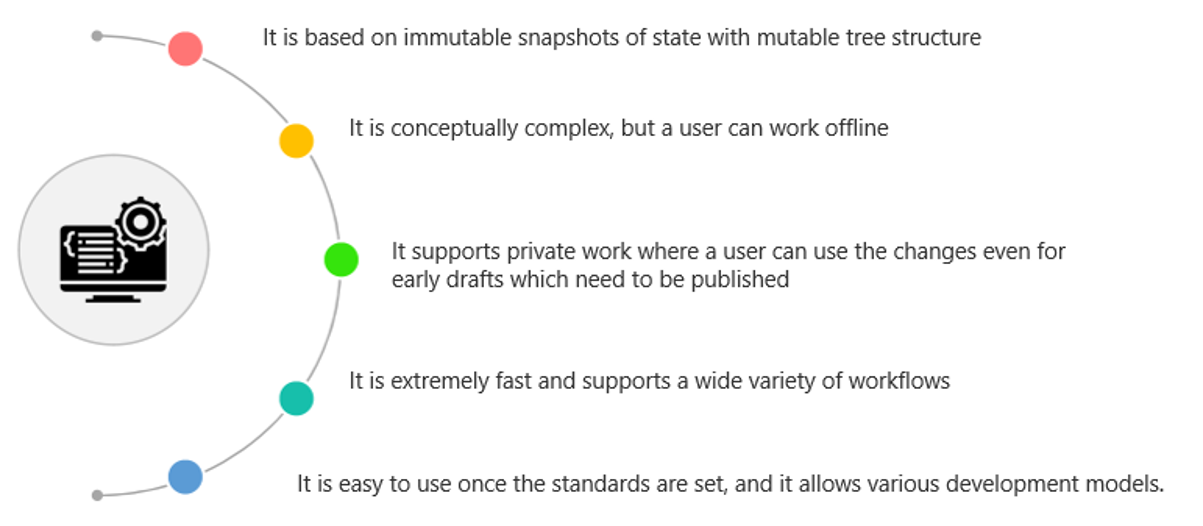 It is based on immutable snapshots of state with mutable tree structure
It is conceptually complex, but a user can work offline
It supports private work where a user can use the changes even for
early drafts which need to be published
It is extremely fast and supports a wide variety of workflows
It is easy to use once the standards are set, and it allows various development models.